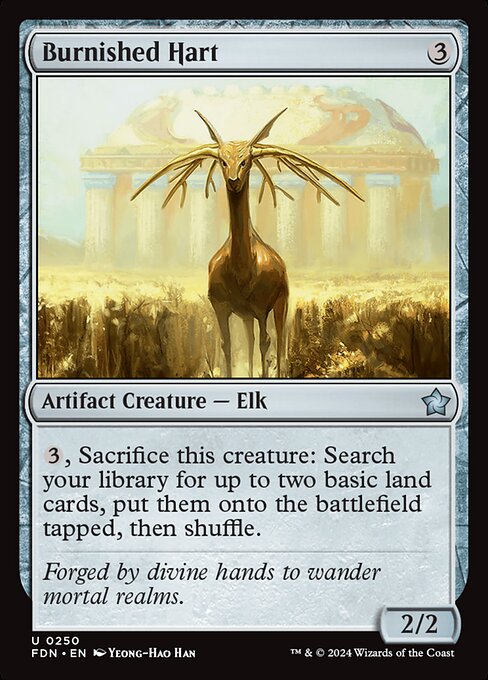 Burnished Hart 3
Artifact Creature — Elk
3, Sacrifice this creature: Search
your library for up to two basic land
cards, put them onto the battlefield
tapped, then shuffle.
Forged by divine hands to wander
mortal realms.
2/2
U 0250
FDN • EN Yeong-Hao Han
™ & © 2024 Wizards of the Coast